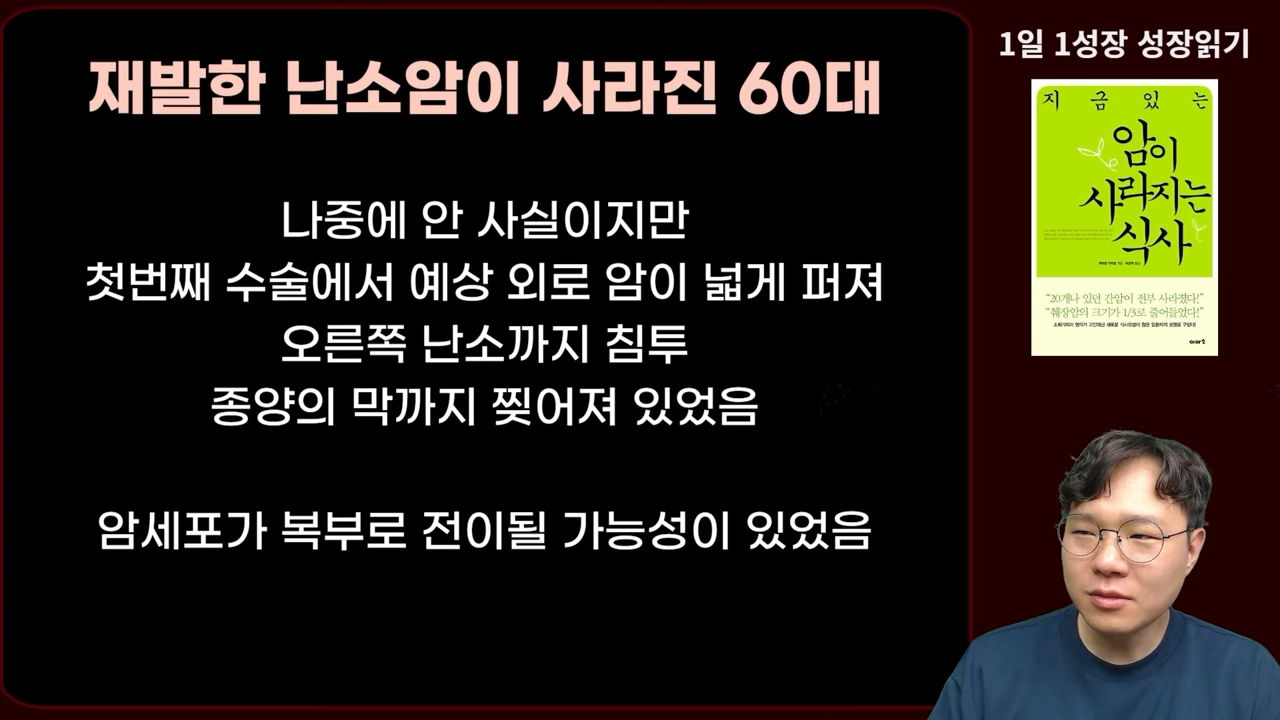 재발한 난소암이 사라진 60대
나중에 안 사실이지만
첫번째 수술에서 예상 외로 암이 넓게 퍼져
오른쪽 난소까지 침투
종양의 막까지 찢어져 있었음
암세포가 복부로 전이될 가능성이 있었음
1일 1성장 성장읽기
지금있는
암이
사라지는
식사
“20개나 있던 간암이 전부 사라졌다!”
“췌장암의 크기가 1/3로 줄어들었다!”